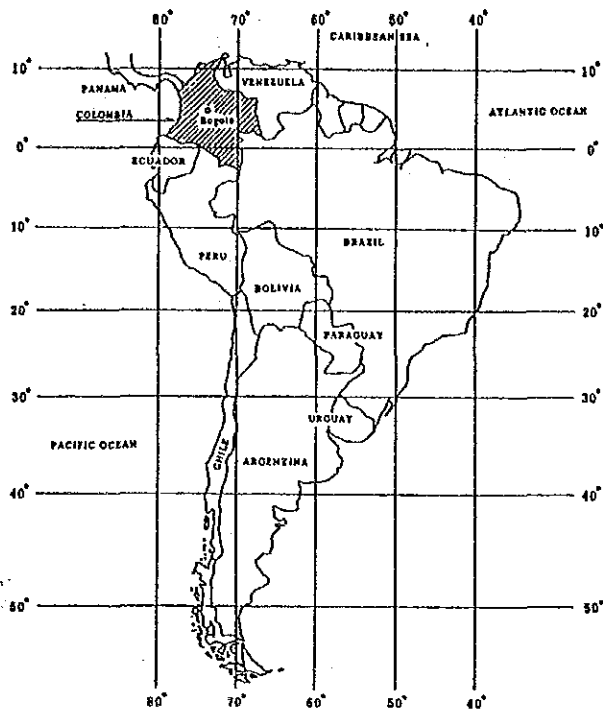 80° 70° 60° 50° 40°
CARIBBEAN SEA
10° VENEZUELA 10°
PANAMA
ATLANTIC OCEAN
COLOMBIA
Bogota
0° 0°
ECUADOR
10° 10°
BRAZIL
PERU
BOLIVIA
20° 20°
PARAGUAY
30° 30°
URGUAY
PACIFIC OCEAN
CHILE
ARGENTINA
40° 40°
50° 50°
80° 70° 60° 50° 40°